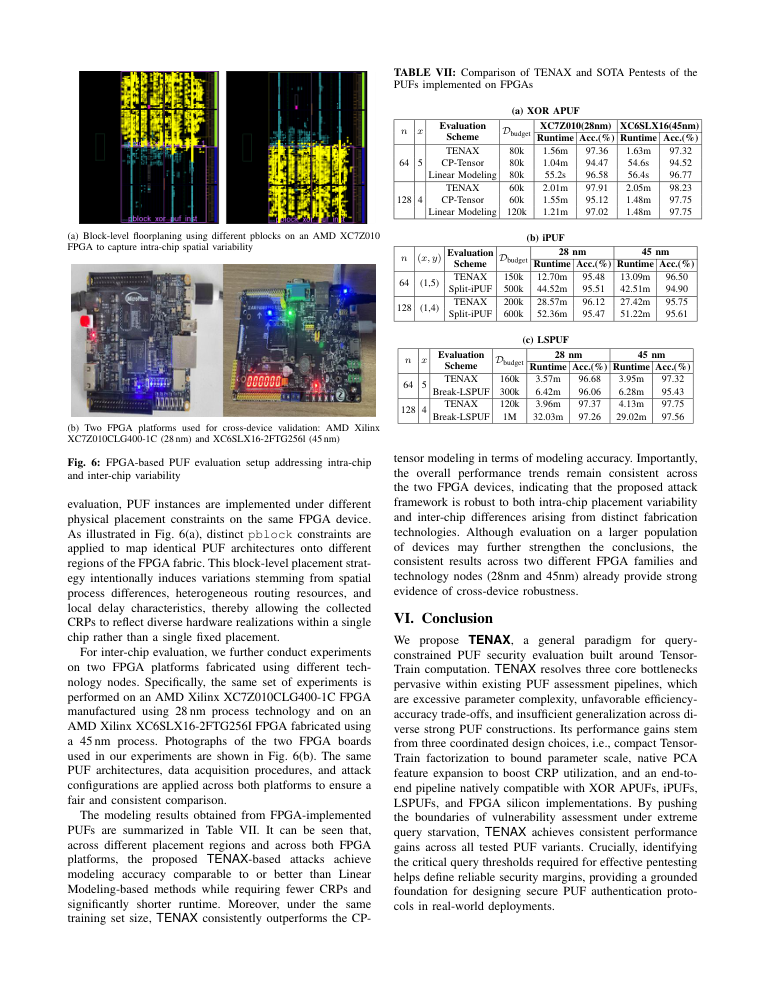 pblock_xor_puf_inst
(a) Block-level floorplanning using different pblocks on an AMD XC7Z010
FPGA to capture intra-chip spatial variability
(b) Two FPGA platforms used for cross-device validation: AMD Xilinx
XC7Z010CLG400-1C (28 nm) and XC6SLX16-2FTG256I (45 nm)
Fig. 6: FPGA-based PUF evaluation setup addressing intra-chip
and inter-chip variability
evaluation, PUF instances are implemented under different
physical placement constraints on the same FPGA device.
As illustrated in Fig. 6(a), distinct pblock constraints are
applied to map identical PUF architectures onto different
regions of the FPGA fabric. This block-level placement strat-
egy intentionally induces variations stemming from spatial
process differences, heterogeneous routing resources, and
local delay characteristics, thereby allowing the collected
CRPs to reflect diverse hardware realizations within a single
chip rather than a single fixed placement.
For inter-chip evaluation, we further conduct experiments
on two FPGA platforms fabricated using different tech-
nology nodes. Specifically, the same set of experiments is
performed on an AMD Xilinx XC7Z010CLG400-1C FPGA
manufactured using 28 nm process technology and on an
AMD Xilinx XC6SLX16-2FTG256I FPGA fabricated using
a 45 nm process. Photographs of the two FPGA boards
used in our experiments are shown in Fig. 6(b). The same
PUF architectures, data acquisition procedures, and attack
configurations are applied across both platforms to ensure a
fair and consistent comparison.
The modeling results obtained from FPGA-implemented
PUFs are summarized in Table VII. It can be seen that,
across different placement regions and across both FPGA
platforms, the proposed TENAX-based attacks achieve
modeling accuracy comparable to or better than Linear
Modeling-based methods while requiring fewer CRPs and
significantly shorter runtime. Moreover, under the same
training set size, TENAX consistently outperforms the CP-
TABLE VII: Comparison of TENAX and SOTA Pentests of the
PUFs implemented on FPGAs
(a) XOR APUF
n x Evaluation Scheme D_budget XC7Z010(28nm) XC6SLX16(45nm)
Runtime Acc.(%) Runtime Acc.(%)
64 5 TENAX 80k 1.56m 97.36 1.63m 97.32
CP-Tensor 80k 1.04m 94.47 54.6s 94.52
Linear Modeling 80k 55.2s 96.58 56.4s 96.77
128 4 TENAX 60k 2.01m 97.91 2.05m 98.23
CP-Tensor 60k 1.55m 95.12 1.48m 97.75
Linear Modeling 120k 1.21m 97.02 1.48m 97.75
(b) iPUF
n (x, y) Evaluation Scheme D_budget 28 nm 45 nm
Runtime Acc.(%) Runtime Acc.(%)
64 (1,5) TENAX 150k 12.70m 95.48 13.09m 96.50
Split-iPUF 500k 44.52m 95.51 42.51m 94.90
128 (1,4) TENAX 200k 28.57m 96.12 27.42m 95.75
Split-iPUF 600k 52.36m 95.47 51.22m 95.61
(c) LSPUF
n x Evaluation Scheme D_budget 28 nm 45 nm
Runtime Acc.(%) Runtime Acc.(%)
64 5 TENAX 160k 3.57m 96.68 3.95m 97.32
Break-LSPUF 300k 6.42m 96.06 6.28m 95.43
128 4 TENAX 120k 3.96m 97.37 4.13m 97.75
Break-LSPUF 1M 32.03m 97.26 29.02m 97.56
tensor modeling in terms of modeling accuracy. Importantly,
the overall performance trends remain consistent across
the two FPGA devices, indicating that the proposed attack
framework is robust to both intra-chip placement variability
and inter-chip differences arising from distinct fabrication
technologies. Although evaluation on a larger population
of devices may further strengthen the conclusions, the
consistent results across two different FPGA families and
technology nodes (28nm and 45nm) already provide strong
evidence of cross-device robustness.
VI. Conclusion
We propose TENAX, a general paradigm for query-
constrained PUF security evaluation built around Tensor-
Train computation. TENAX resolves three core bottlenecks
pervasive within existing PUF assessment pipelines, which
are excessive parameter complexity, unfavorable efficiency-
accuracy trade-offs, and insufficient generalization across di-
verse strong PUF constructions. Its performance gains stem
from three coordinated design choices, i.e., compact Tensor-
Train factorization to bound parameter scale, native PCA
feature expansion to boost CRP utilization, and an end-to-
end pipeline natively compatible with XOR APUFs, iPUFs,
LSPUFs, and FPGA silicon implementations. By pushing
the boundaries of vulnerability assessment under extreme
query starvation, TENAX achieves consistent performance
gains across all tested PUF variants. Crucially, identifying
the critical query thresholds required for effective pentesting
helps define reliable security margins, providing a grounded
foundation for designing secure PUF authentication proto-
cols in real-world deployments.